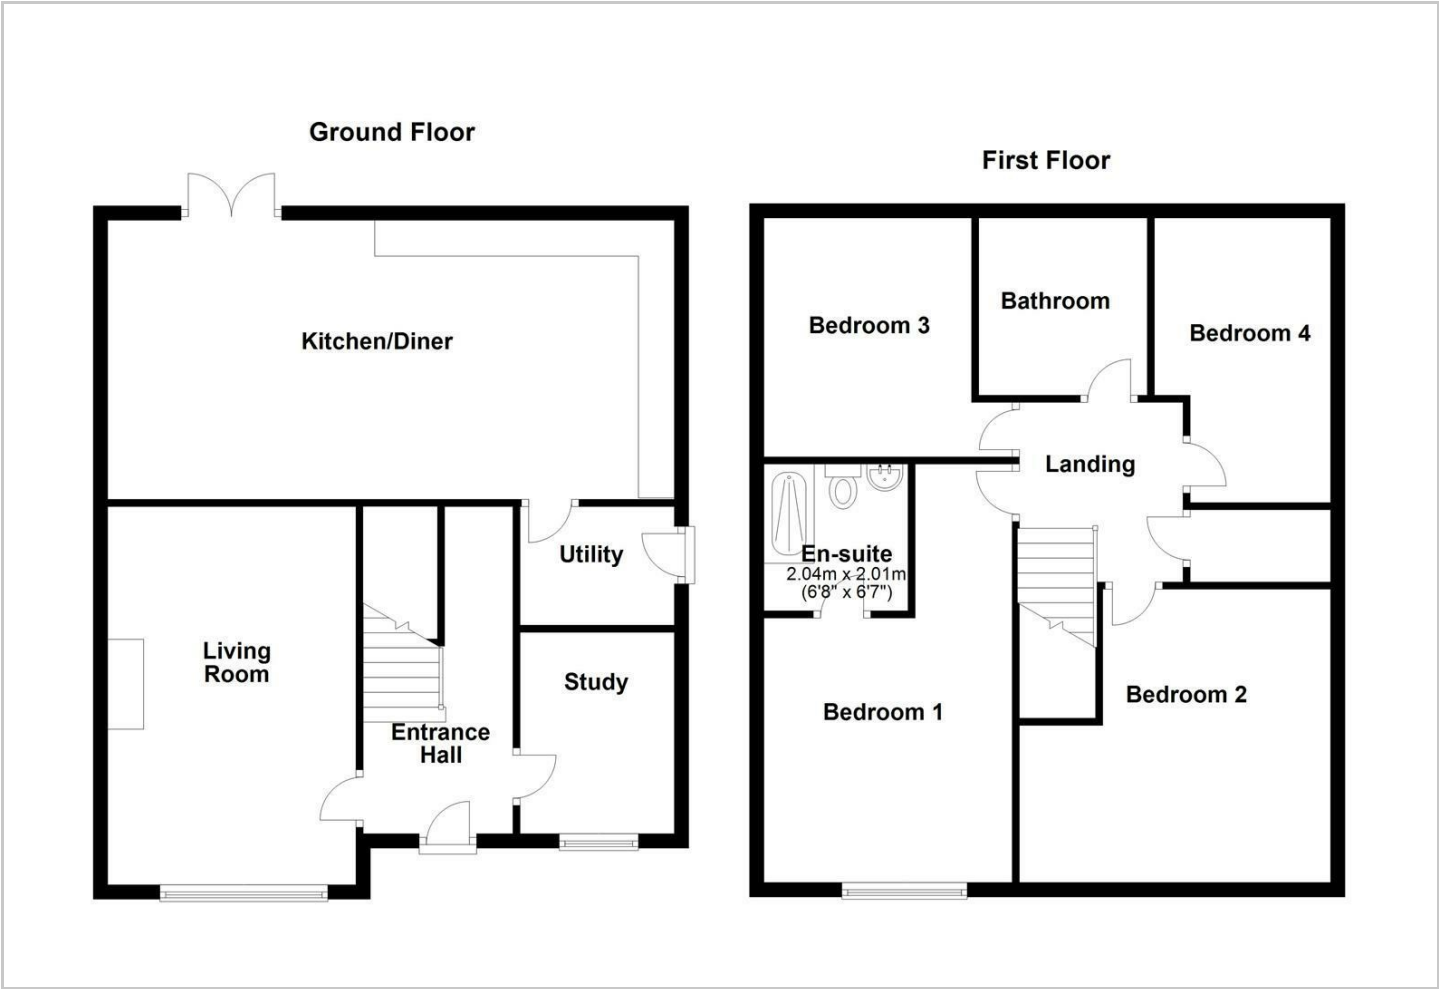 Ground Floor
Kitchen/Diner
Utility
Living
Room
Study
Entrance
Hall
First Floor
Bedroom 3
Bathroom
Bedroom 4
Landing
En-suite
2.04m x 2.01m
(6'8" x 6'7")
Bedroom 1
Bedroom 2